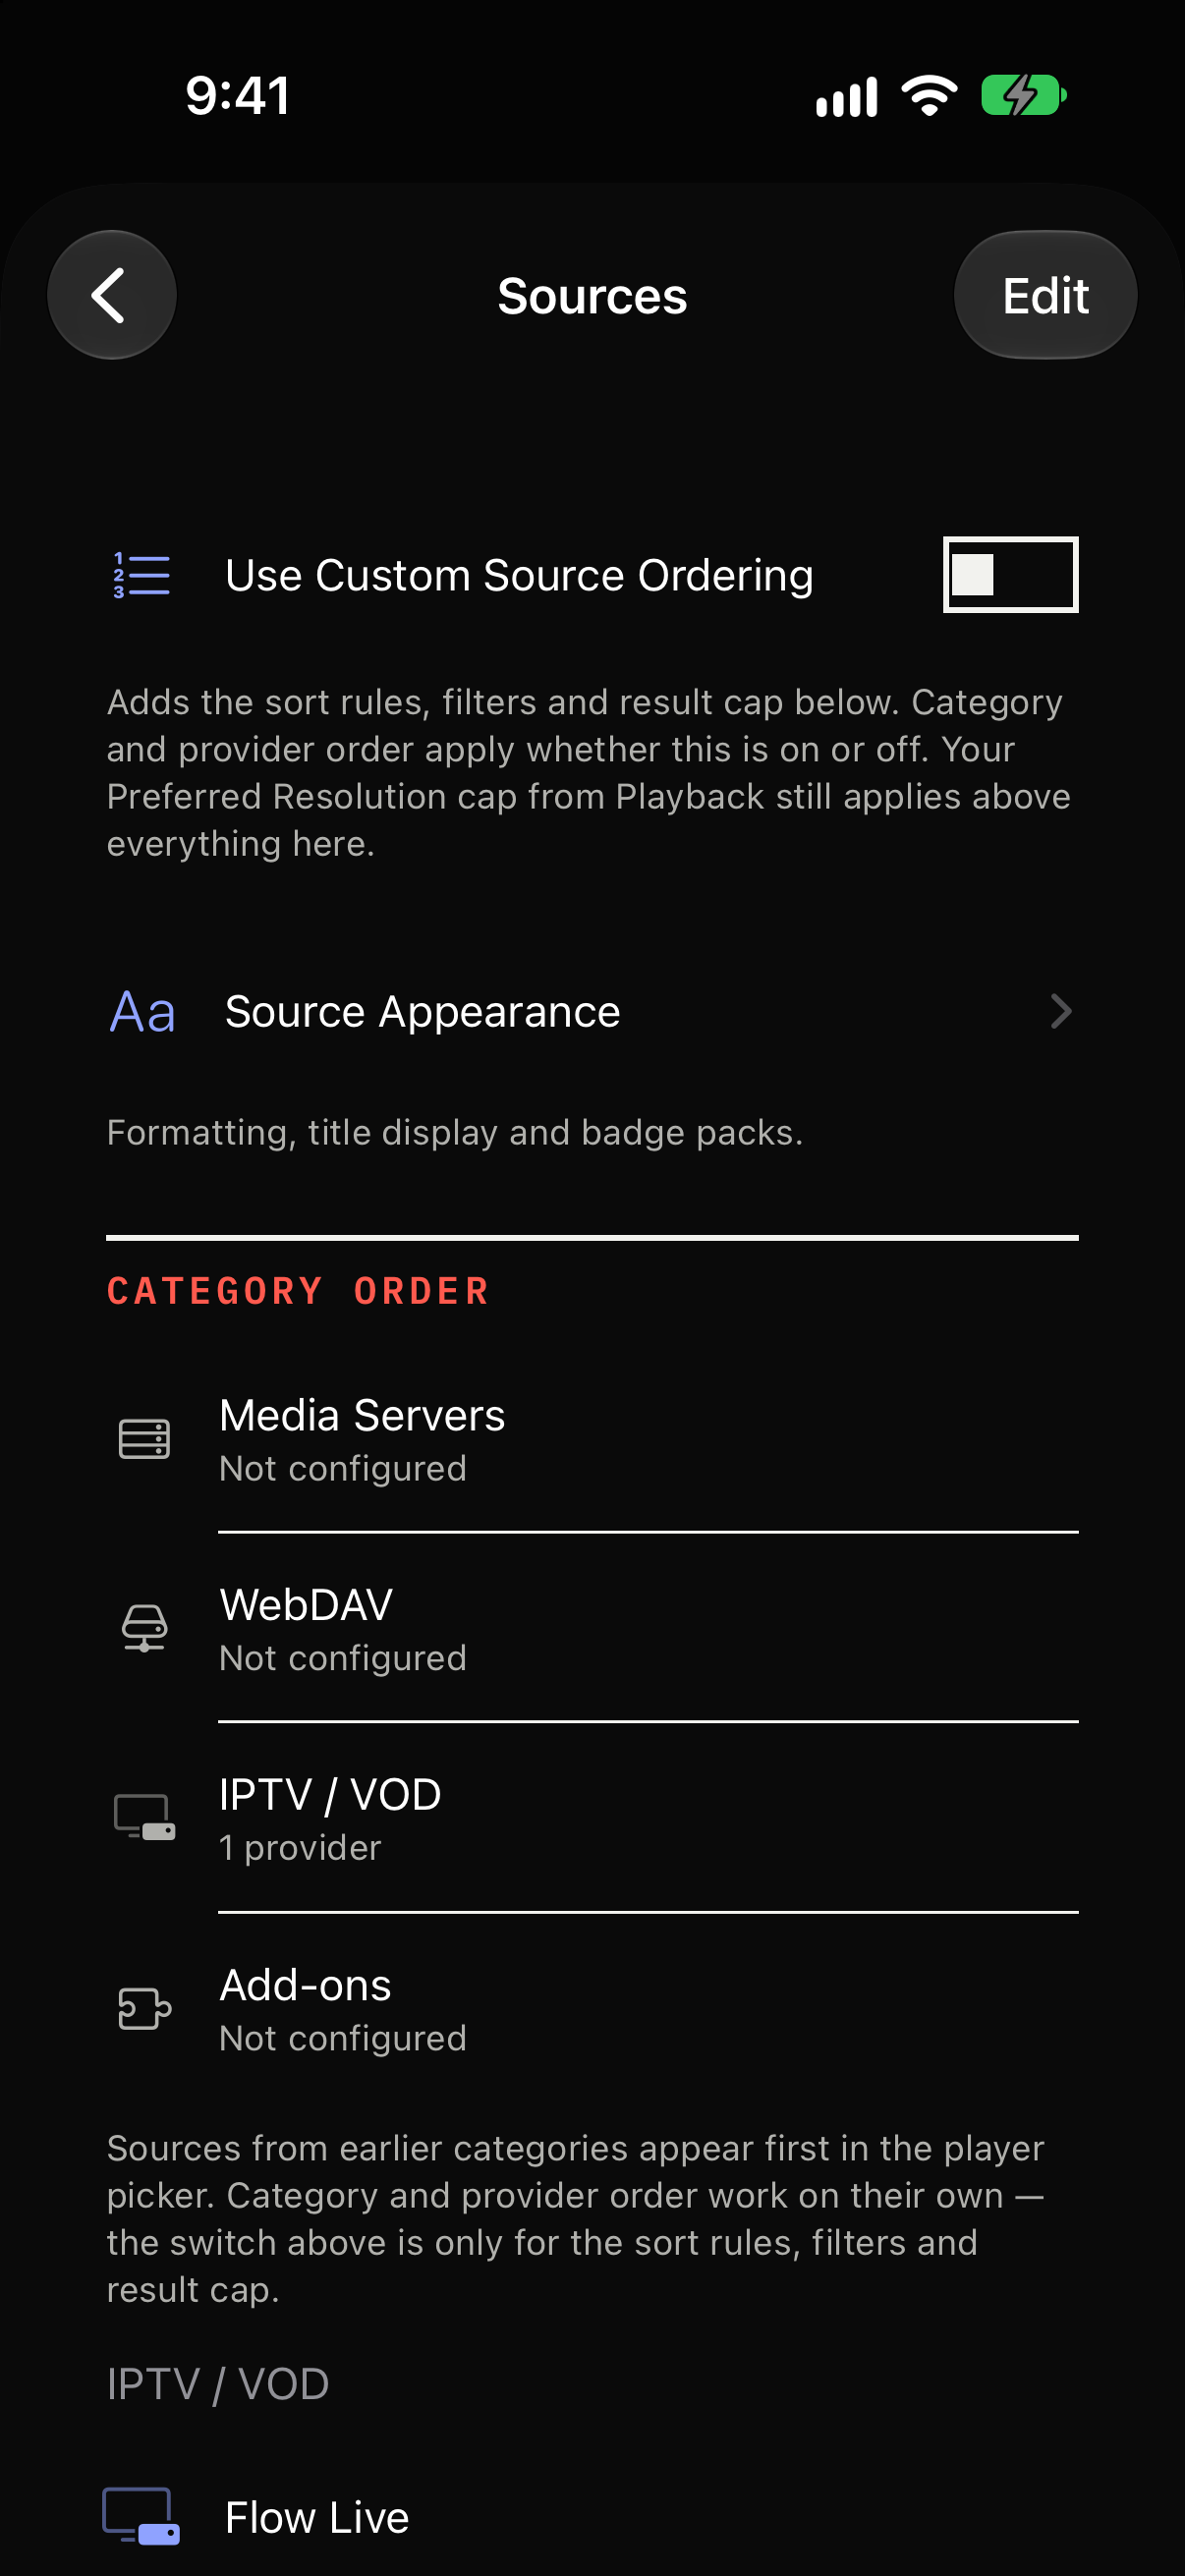 9:41
Sources
Edit
1
2
3
Use Custom Source Ordering
Adds the sort rules, filters and result cap below. Category
and provider order apply whether this is on or off. Your
Preferred Resolution cap from Playback still applies above
everything here.
Aa
Source Appearance
Formatting, title display and badge packs.
CATEGORY ORDER
Media Servers
Not configured
WebDAV
Not configured
IPTV / VOD
1 provider
Add-ons
Not configured
Sources from earlier categories appear first in the player
picker. Category and provider order work on their own —
the switch above is only for the sort rules, filters and
result cap.
IPTV / VOD
Flow Live